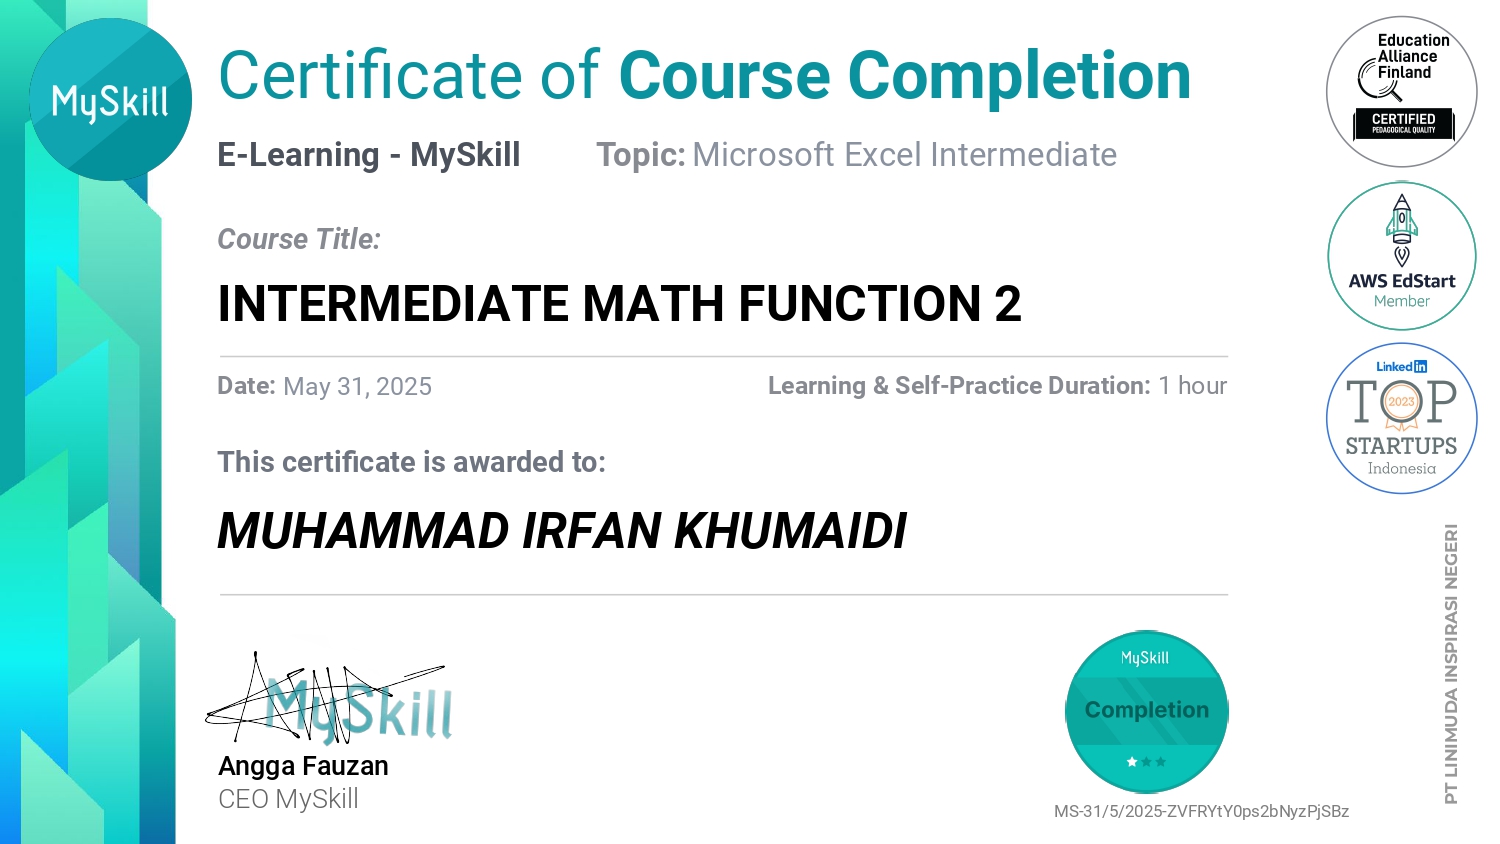 MySkill
Certificate of Course Completion
E-Learning - MySkill Topic: Microsoft Excel Intermediate
Course Title:
INTERMEDIATE MATH FUNCTION 2
Date: May 31, 2025 Learning & Self-Practice Duration: 1 hour
This certificate is awarded to:
MUHAMMAD IRFAN KHUMAIDI
MySkill
Angga Fauzan
CEO MySkill
MySkill
Completion
MS-31/5/2025-ZVFRYtY0ps2bNyzPjSBz
Education
Alliance
Finland
CERTIFIED
PEDAGOGICAL QUALITY
AWS EdStart
Member
Linked in
2023
TOP
STARTUPS
Indonesia
PT LINIMUDA INSPIRASI NEGERI